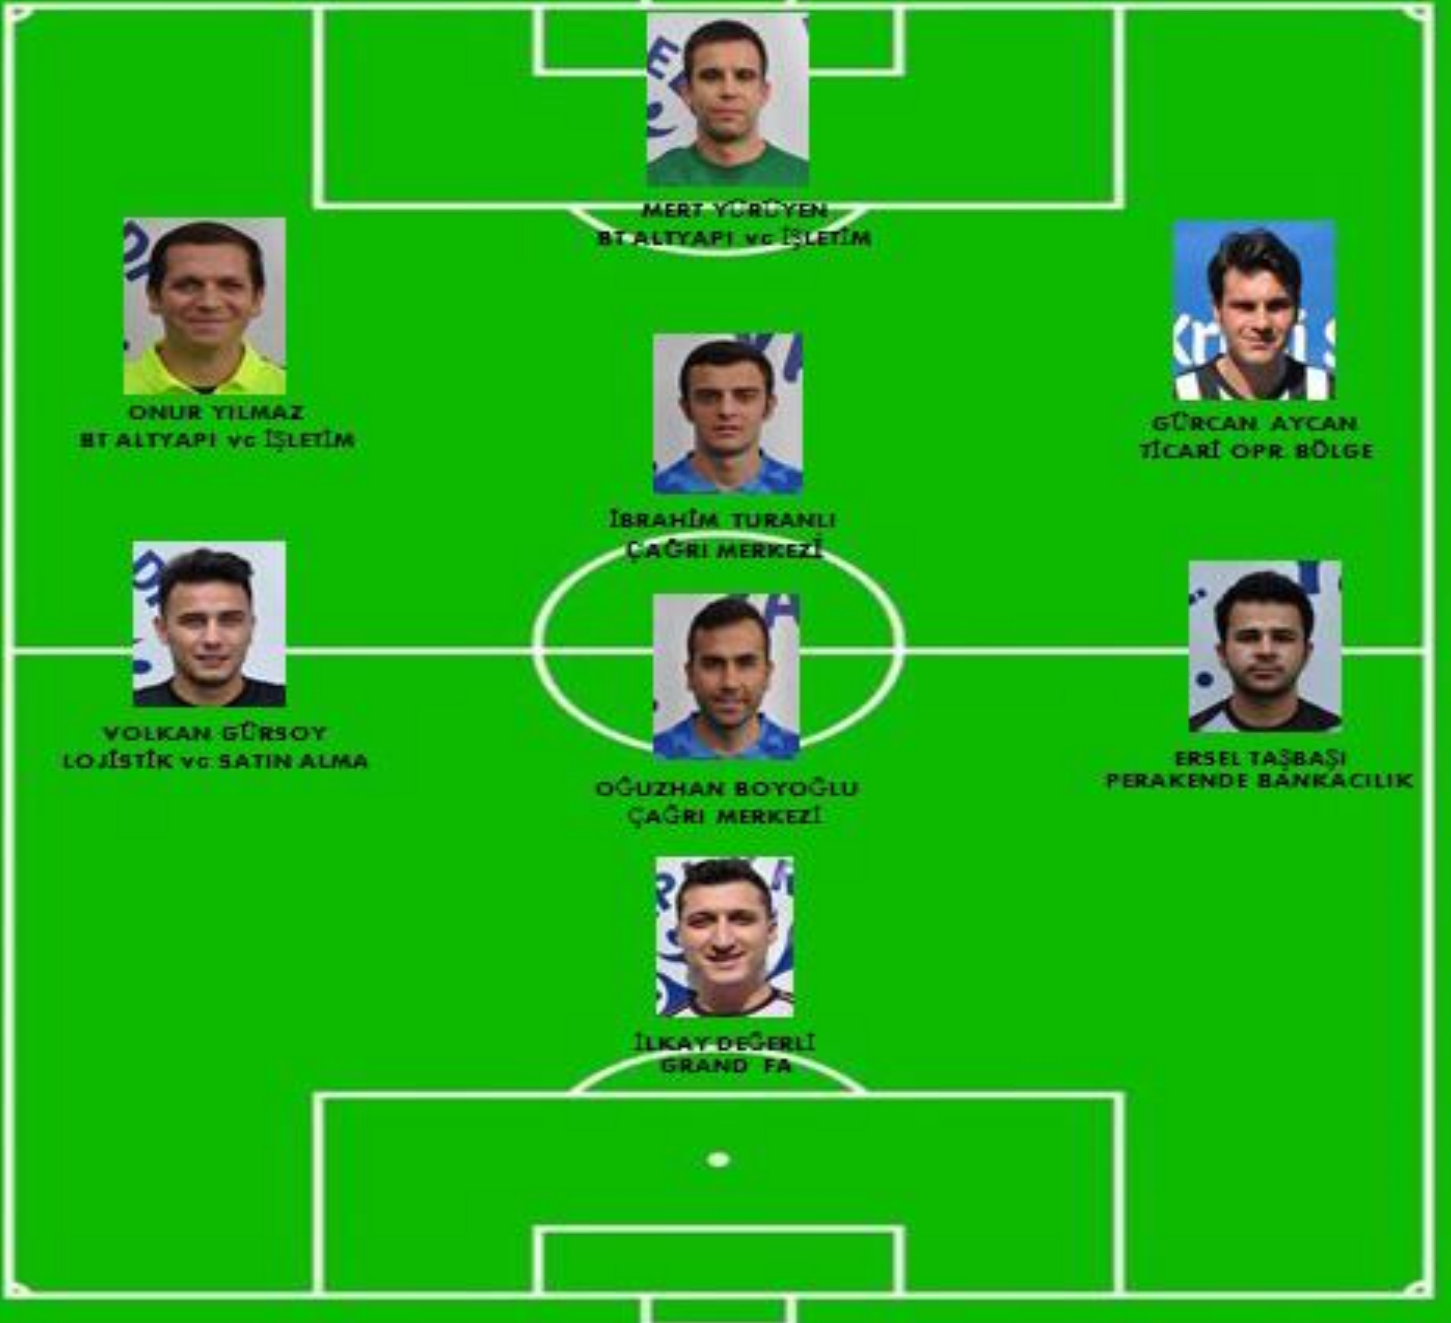 MERT YÜRÜYEN
BT ALTYAPI ve İŞLETİM
ONUR YILMAZ
BT ALTYAPI ve İŞLETİM
GÜRCAN AYCAN
TİCARİ OPR BÖLGE
İBRAHİM TURANLI
ÇAĞRI MERKEZİ
VOLKAN GÜRSOY
LOJİSTİK ve SATIN ALMA
OĞUZHAN BOYOĞLU
ÇAĞRI MERKEZİ
ERSEL TAŞBAŞI
PERAKENDE BANKACILIK
İLKAY DEĞERLİ
GRAND FA